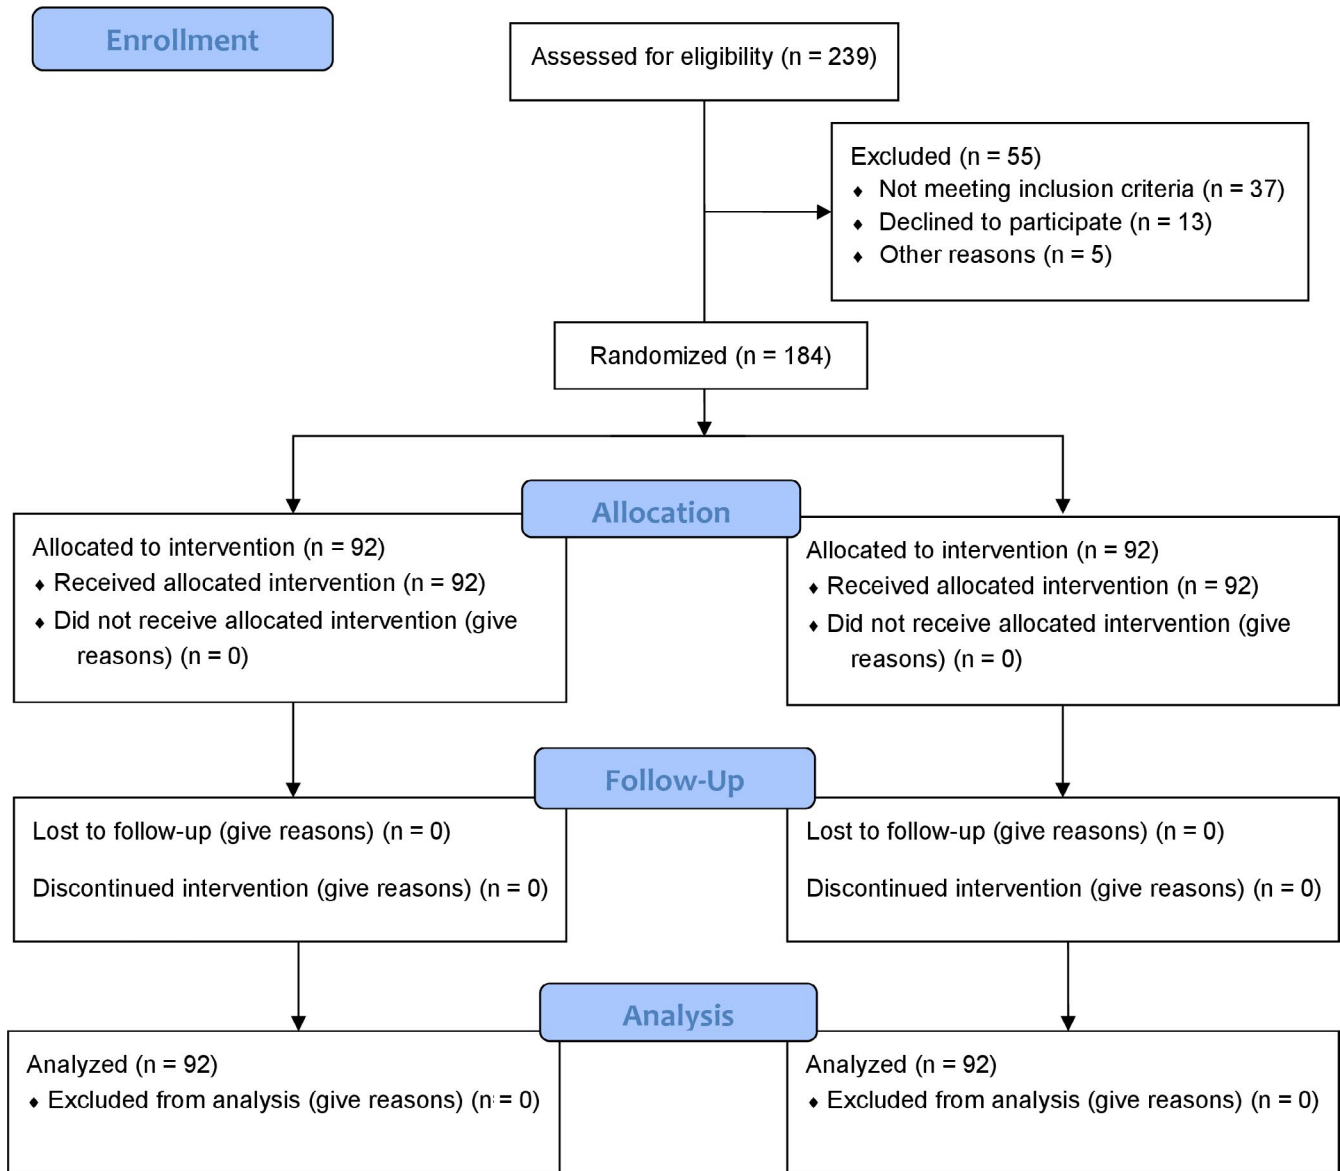 Enrollment
Assessed for eligibility (n = 239)
Excluded (n = 55)
♦ Not meeting inclusion criteria (n = 37)
♦ Declined to participate (n = 13)
♦ Other reasons (n = 5)
Randomized (n = 184)
Allocation
Allocated to intervention (n = 92)
♦ Received allocated intervention (n = 92)
♦ Did not receive allocated intervention (give
reasons) (n = 0)
Allocated to intervention (n = 92)
♦ Received allocated intervention (n = 92)
♦ Did not receive allocated intervention (give
reasons) (n = 0)
Follow-Up
Lost to follow-up (give reasons) (n = 0)
Discontinued intervention (give reasons) (n = 0)
Lost to follow-up (give reasons) (n = 0)
Discontinued intervention (give reasons) (n = 0)
Analysis
Analyzed (n = 92)
♦ Excluded from analysis (give reasons) (n = 0)
Analyzed (n = 92)
♦ Excluded from analysis (give reasons) (n = 0)